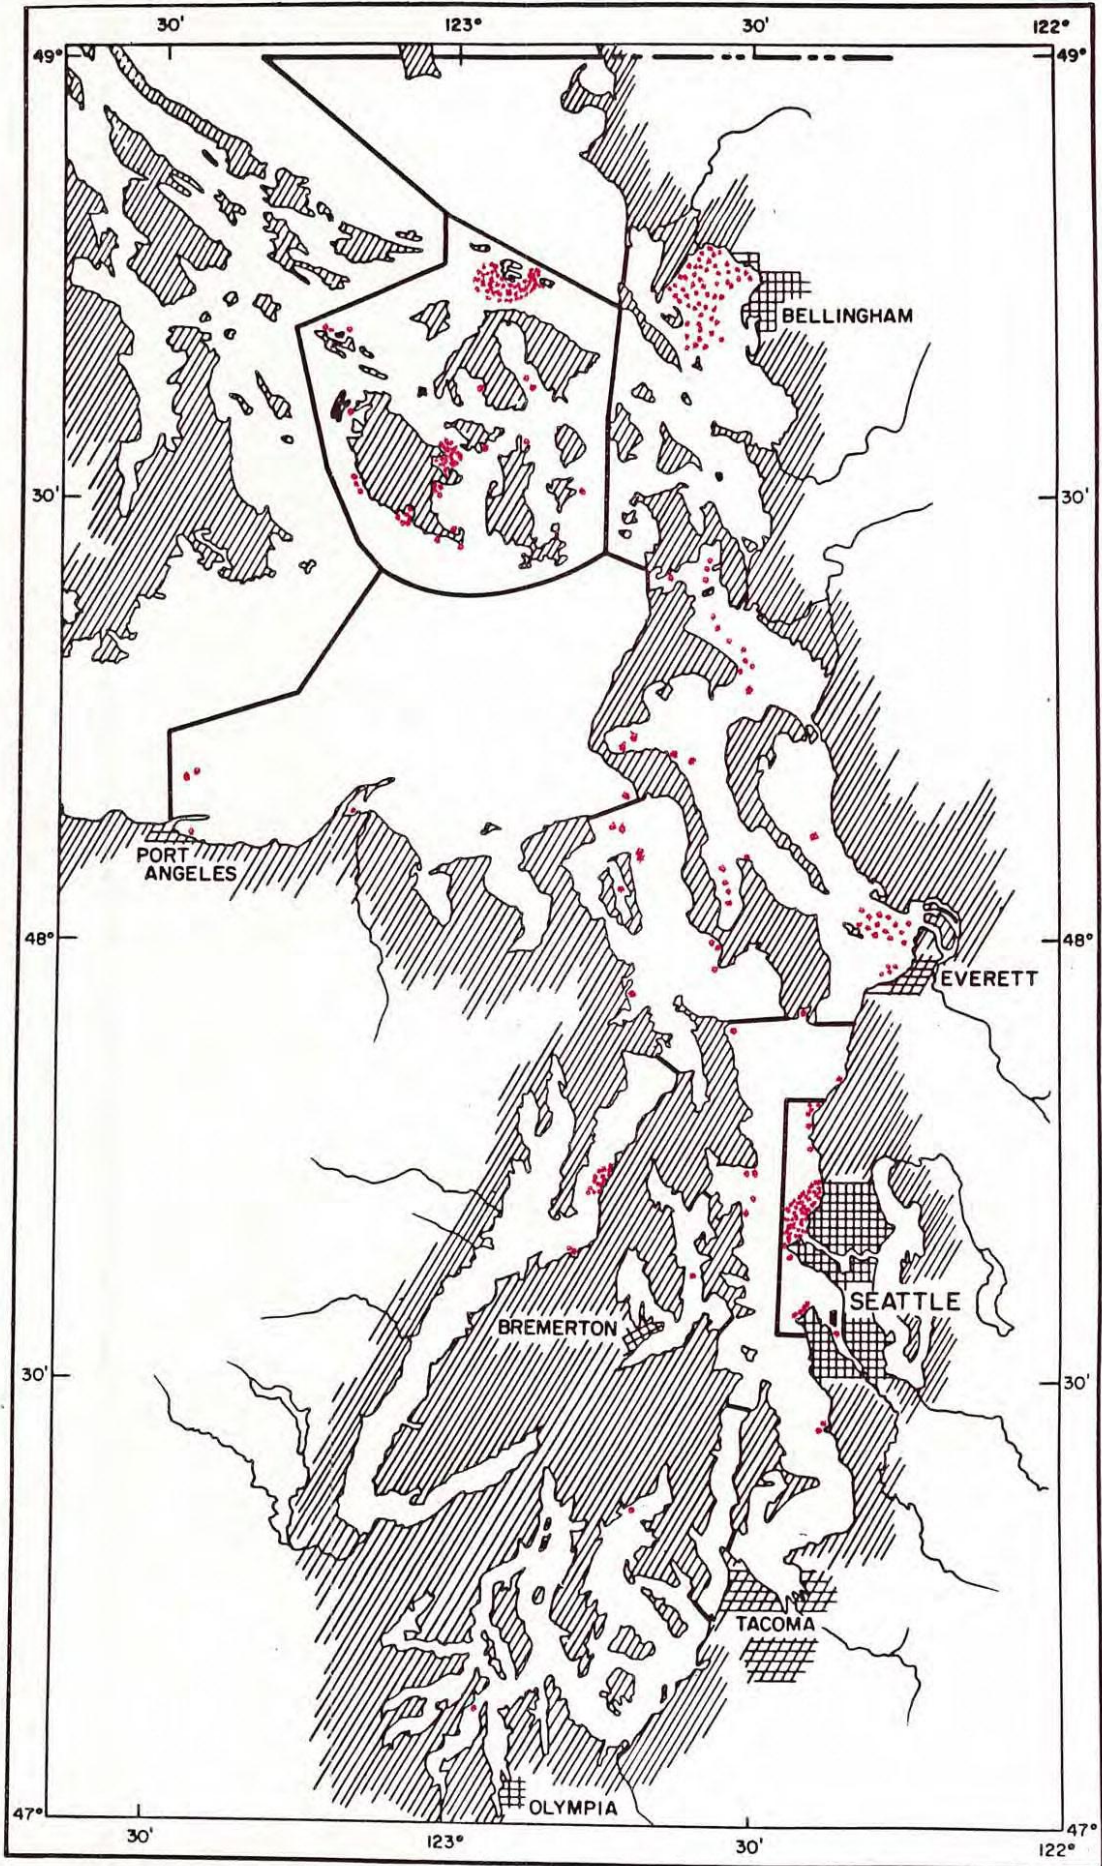 30'
123°
30'
122°
49°
49°
BELLINGHAM
30'
30'
PORT
ANGELES
48°
48°
EVERETT
SEATTLE
BREMERTON
30'
30'
TACOMA
OLYMPIA
47°
47°
30'
123°
30'
122°